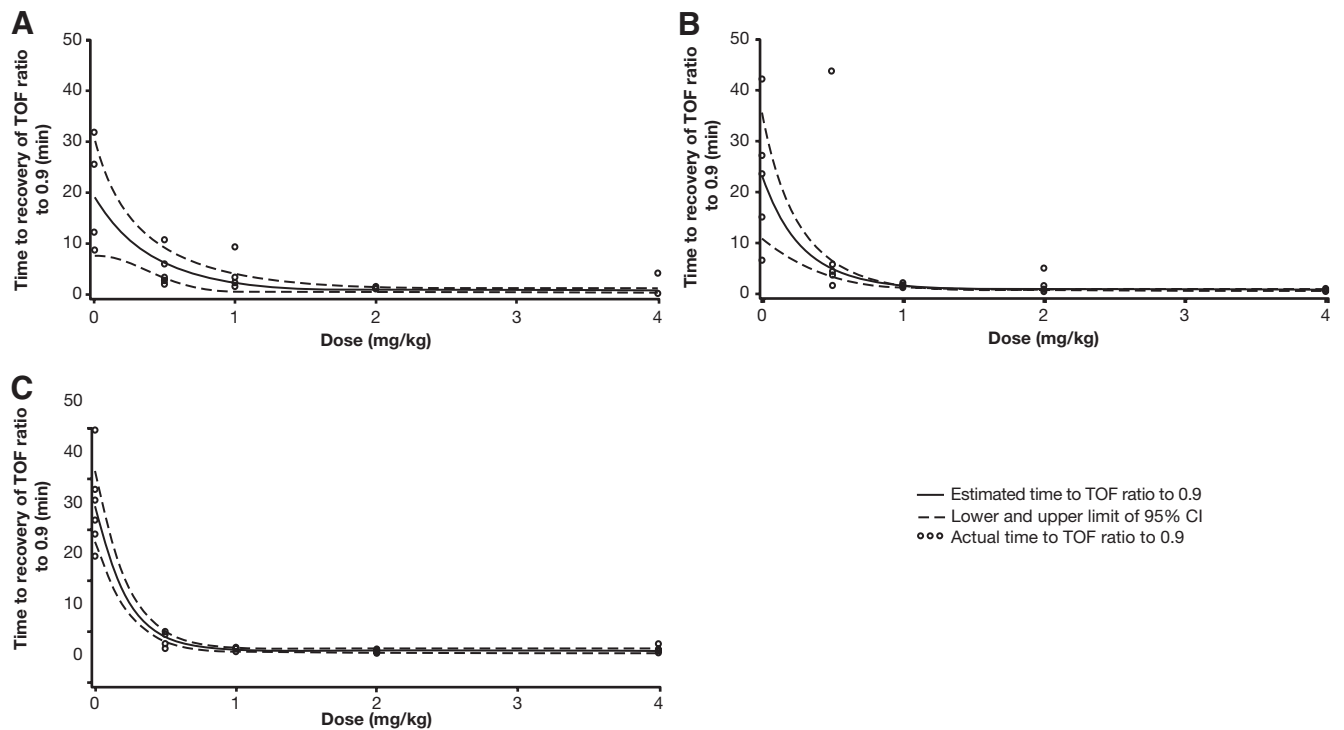 A
Time to recovery of TOF ratio
to 0.9 (min)
50
40
30
20
10
0
0 1 2 3 4
Dose (mg/kg)
B
Time to recovery of TOF ratio
to 0.9 (min)
50
40
30
20
10
0
0 1 2 3 4
Dose (mg/kg)
C
Time to recovery of TOF ratio
to 0.9 (min)
50
40
30
20
10
0
0 1 2 3 4
Dose (mg/kg)
Estimated time to TOF ratio to 0.9
Lower and upper limit of 95% CI
Actual time to TOF ratio to 0.9